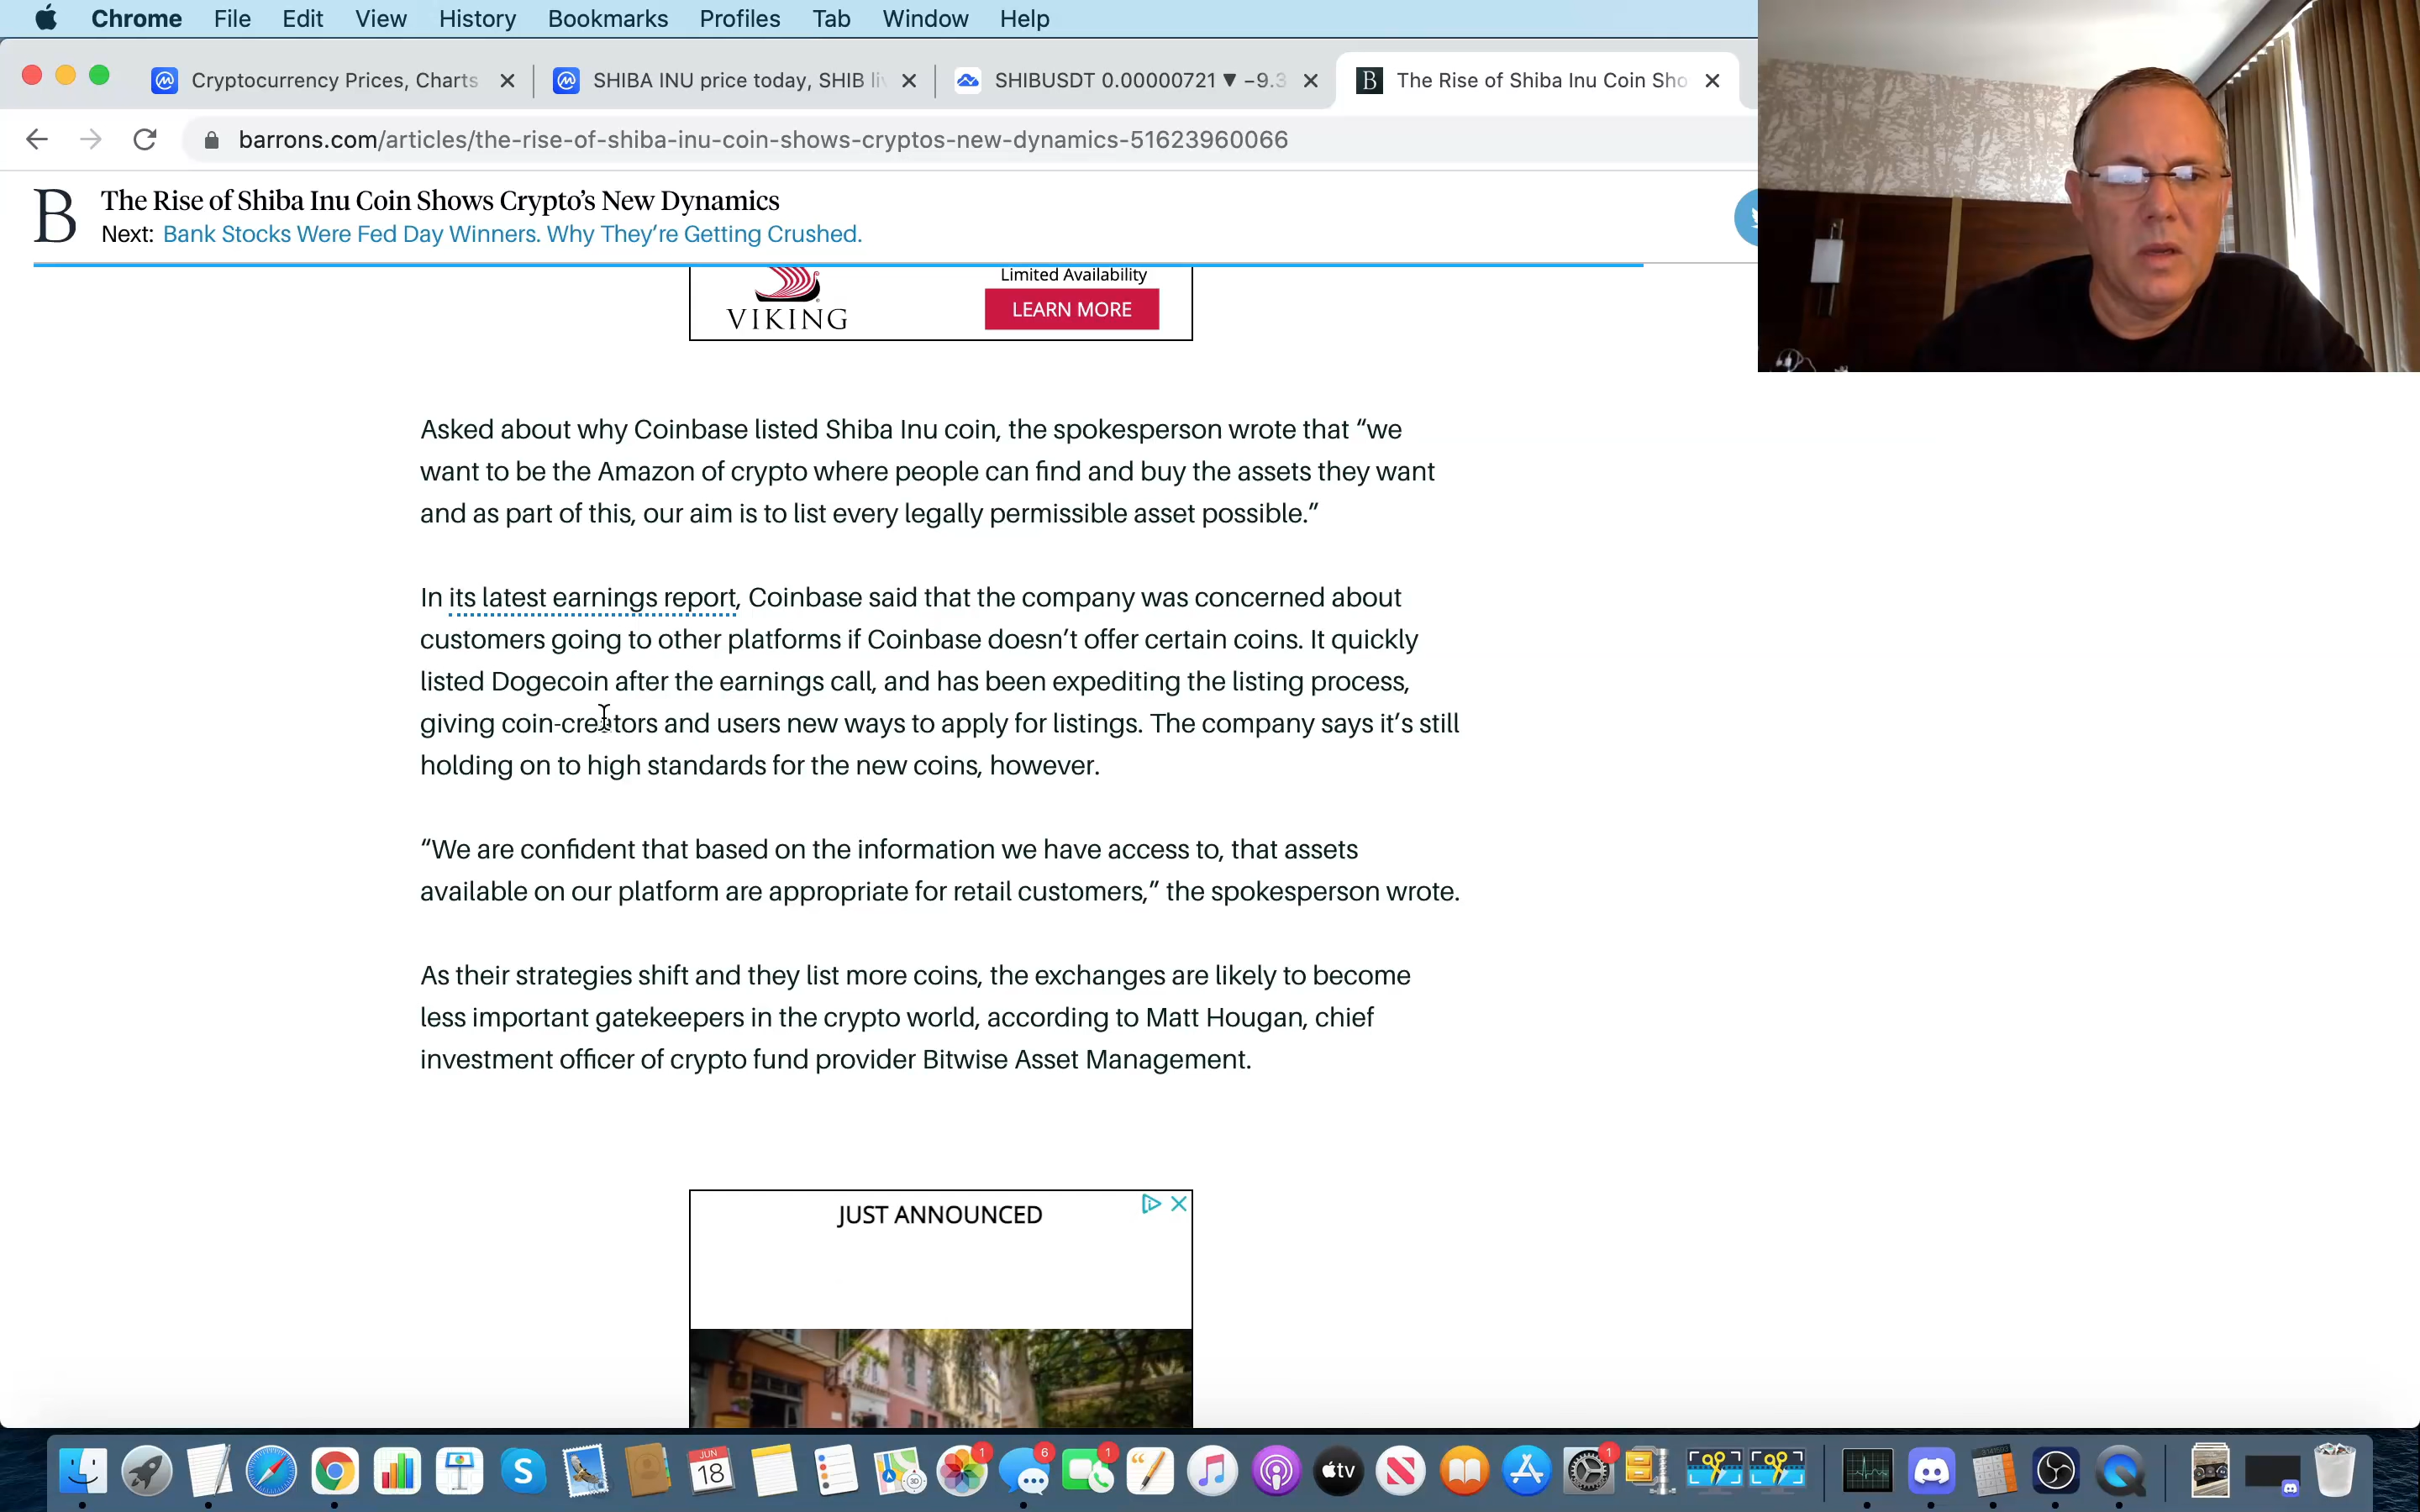 Chrome File Edit View History Bookmarks Profiles Tab Window Help
Cryptocurrency Prices, Charts
SHIBA INU price today, SHIB liv
SHIBUSDT 0.00000721 ▼ −9.3
B The Rise of Shiba Inu Coin Sho
barrons.com/articles/the-rise-of-shiba-inu-coin-shows-cryptos-new-dynamics-51623960066
B
The Rise of Shiba Inu Coin Shows Crypto’s New Dynamics
Next: Bank Stocks Were Fed Day Winners. Why They’re Getting Crushed.
VIKING
Limited Availability
LEARN MORE
Asked about why Coinbase listed Shiba Inu coin, the spokesperson wrote that “we
want to be the Amazon of crypto where people can find and buy the assets they want
and as part of this, our aim is to list every legally permissible asset possible.”
In its latest earnings report, Coinbase said that the company was concerned about
customers going to other platforms if Coinbase doesn’t offer certain coins. It quickly
listed Dogecoin after the earnings call, and has been expediting the listing process,
giving coin-creators and users new ways to apply for listings. The company says it’s still
holding on to high standards for the new coins, however.
“We are confident that based on the information we have access to, that assets
available on our platform are appropriate for retail customers,” the spokesperson wrote.
As their strategies shift and they list more coins, the exchanges are likely to become
less important gatekeepers in the crypto world, according to Matt Hougan, chief
investment officer of crypto fund provider Bitwise Asset Management.
JUST ANNOUNCED
S
JUN
18
3D
1
6
1
tv
1